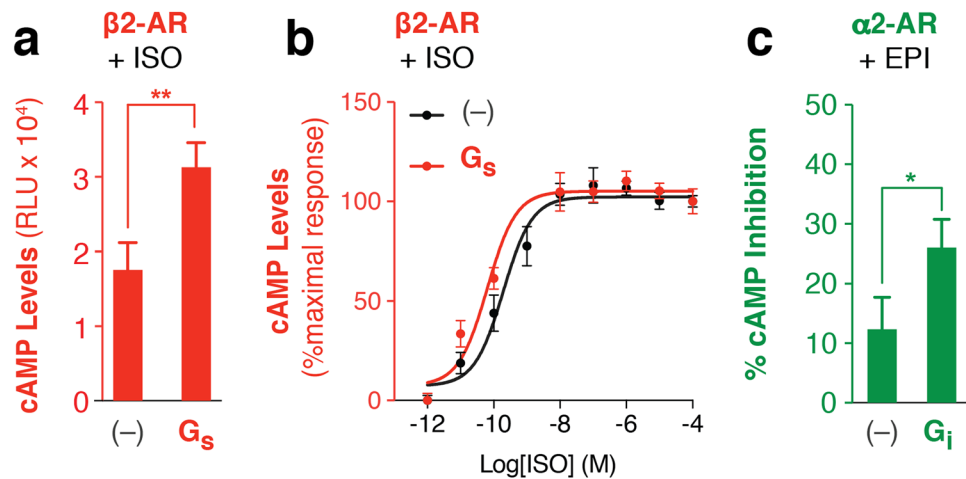 a
β2-AR
+ ISO
cAMP Levels (RLU x 10⁴)
4
3
2
1
0
**
(–)
Gs
b
β2-AR
+ ISO
cAMP Levels
(%maximal response)
150
100
50
0
(–)
Gs
-12
-10
-8
-6
-4
Log[ISO] (M)
c
α2-AR
+ EPI
% cAMP Inhibition
50
40
30
20
10
0
*
(–)
Gi